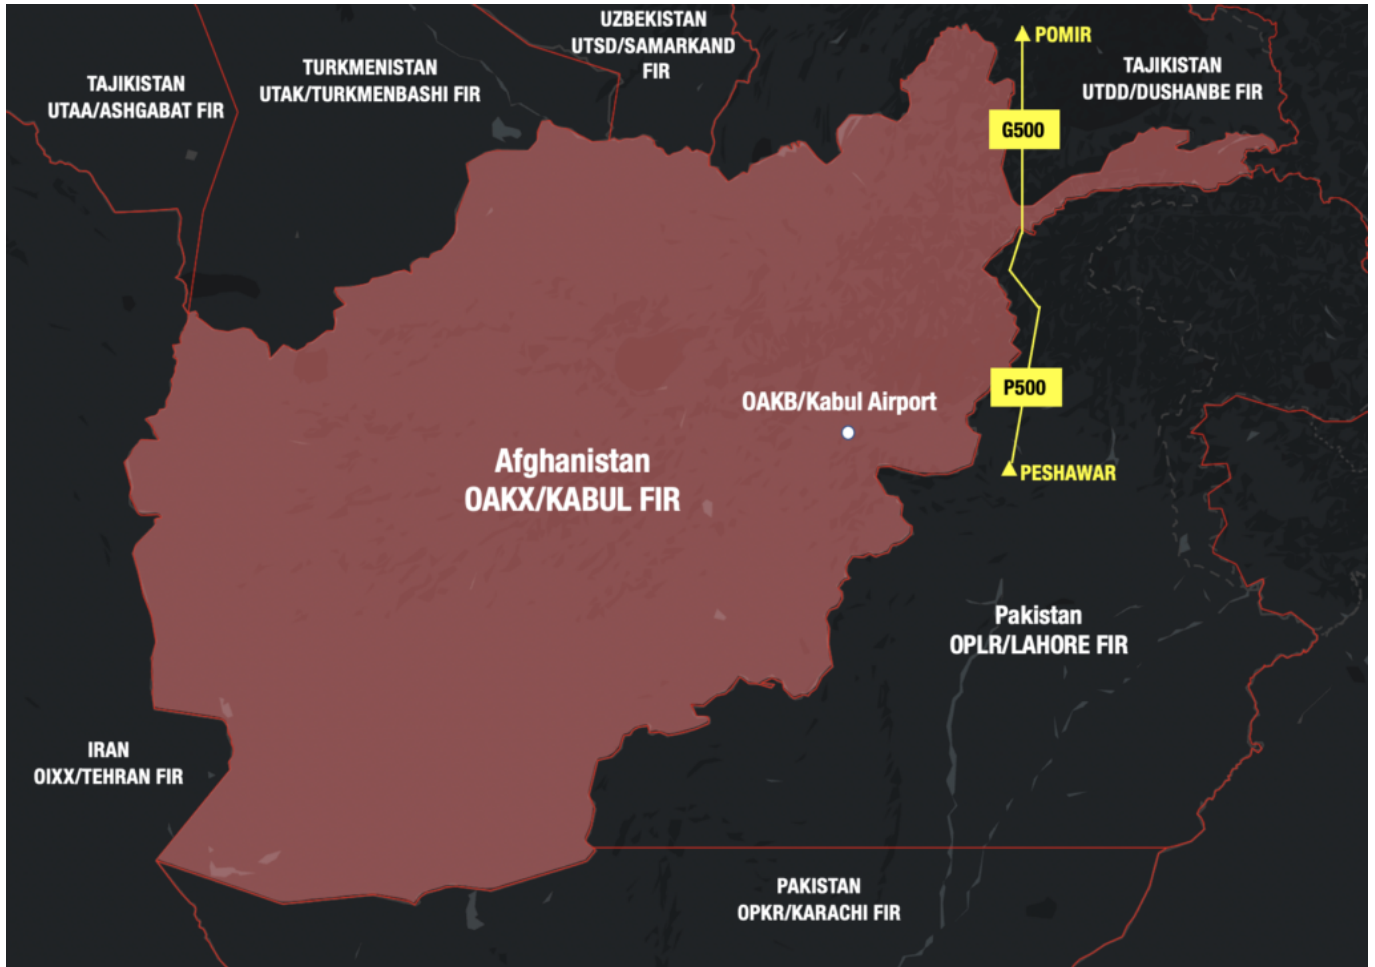 UZBEKISTAN
UTSD/SAMARKAND
FIR
POMIR
TAJIKISTAN
UTAA/ASHGABAT FIR
TURKMENISTAN
UTAK/TURKMENBASHI FIR
TAJIKISTAN
UTDD/DUSHANBE FIR
G500
P500
OAKB/Kabul Airport
Afghanistan
OAKX/KABUL FIR
PESHAWAR
Pakistan
OPLR/LAHORE FIR
IRAN
OIXX/TEHRAN FIR
PAKISTAN
OPKR/KARACHI FIR